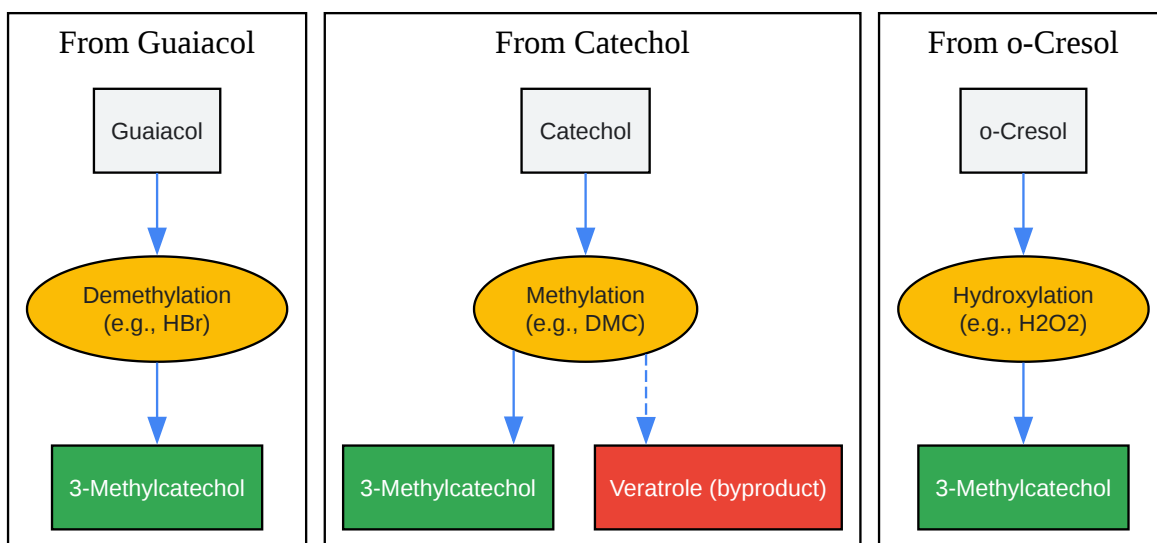 From Guaiacol
Guaiacol
Demethylation
(e.g., HBr)
3-Methylcatechol
From Catechol
Catechol
Methylation
(e.g., DMC)
3-Methylcatechol
Veratrole (byproduct)
From o-Cresol
o-Cresol
Hydroxylation
(e.g., H2O2)
3-Methylcatechol